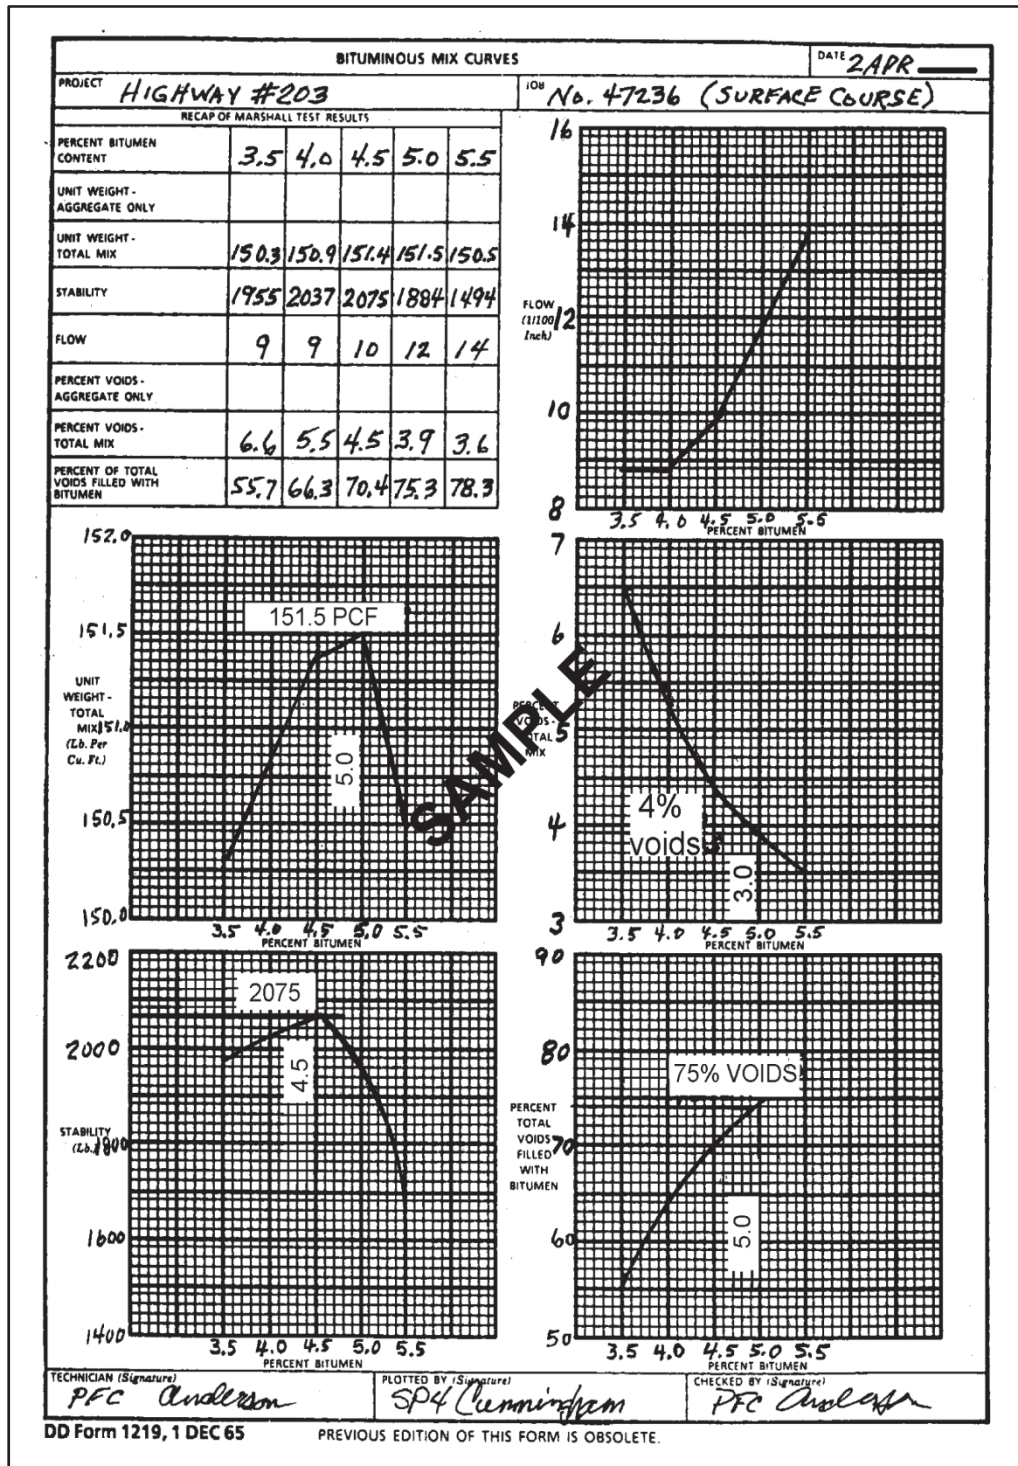 BITUMINOUS MIX CURVES
DATE 2 APR
PROJECT HIGHWAY #203
JOB No. 47236 (SURFACE COURSE)
RECAP OF MARSHALL TEST RESULTS
PERCENT BITUMEN CONTENT 3.5 4.0 4.5 5.0 5.5
UNIT WEIGHT - AGGREGATE ONLY
UNIT WEIGHT - TOTAL MIX 150.3 150.9 151.4 151.5 150.5
STABILITY 1955 2037 2075 1884 1494
FLOW 9 9 10 12 14
PERCENT VOIDS - AGGREGATE ONLY
PERCENT VOIDS - TOTAL MIX 6.6 5.5 4.5 3.9 3.6
PERCENT OF TOTAL VOIDS FILLED WITH BITUMEN 55.7 66.3 70.4 75.3 78.3
16
14
FLOW (1/100 Inch)
12
10
8
3.5 4.0 4.5 5.0 5.5
PERCENT BITUMEN
152.0
151.5
151.5 PCF
UNIT WEIGHT - TOTAL MIX (Lb. Per Cu. Ft.)
151.0
5.0
150.5
150.0
3.5 4.0 4.5 5.0 5.5
PERCENT BITUMEN
7
6
PERCENT VOIDS - TOTAL MIX
5
4% voids
4
3.0
3
3.5 4.0 4.5 5.0 5.5
PERCENT BITUMEN
SAMPLE
2200
2075
2000
4.5
STABILITY (Lb.)
1800
1600
1400
3.5 4.0 4.5 5.0 5.5
PERCENT BITUMEN
90
80
75% VOIDS
PERCENT TOTAL VOIDS FILLED WITH BITUMEN
70
5.0
60
50
3.5 4.0 4.5 5.0 5.5
PERCENT BITUMEN
TECHNICIAN (Signature) PFC Anderson
PLOTTED BY (Signature) SP4 Cunningham
CHECKED BY (Signature) PFC Anderson
DD Form 1219, 1 DEC 65
PREVIOUS EDITION OF THIS FORM IS OBSOLETE.